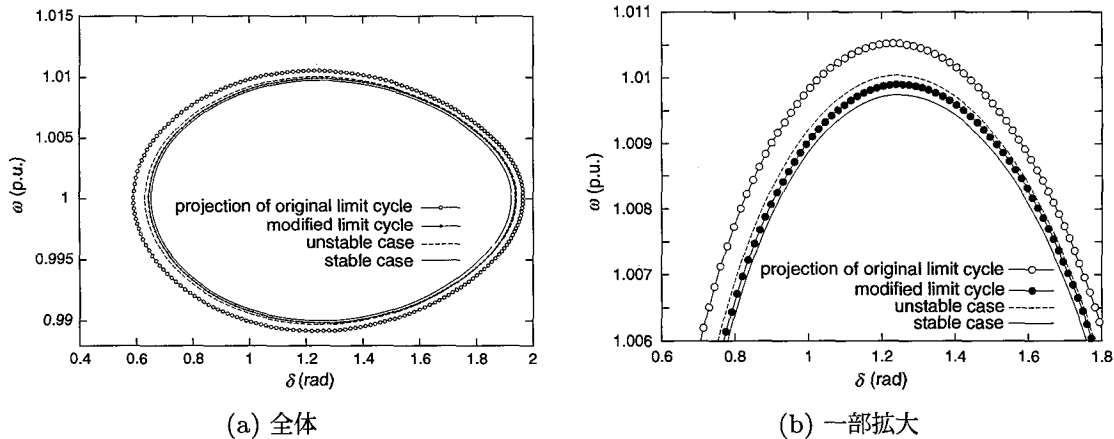 1.015
1.01
1.005
1
0.995
0.99
ω (p.u.)
projection of original limit cycle
modified limit cycle
unstable case
stable case
0.4 0.6 0.8 1 1.2 1.4 1.6 1.8 2
δ (rad)
(a) 全体
1.011
1.01
1.009
1.008
1.007
1.006
ω (p.u.)
projection of original limit cycle
modified limit cycle
unstable case
stable case
0.6 0.8 1 1.2 1.4 1.6 1.8
δ (rad)
(b) 一部拡大